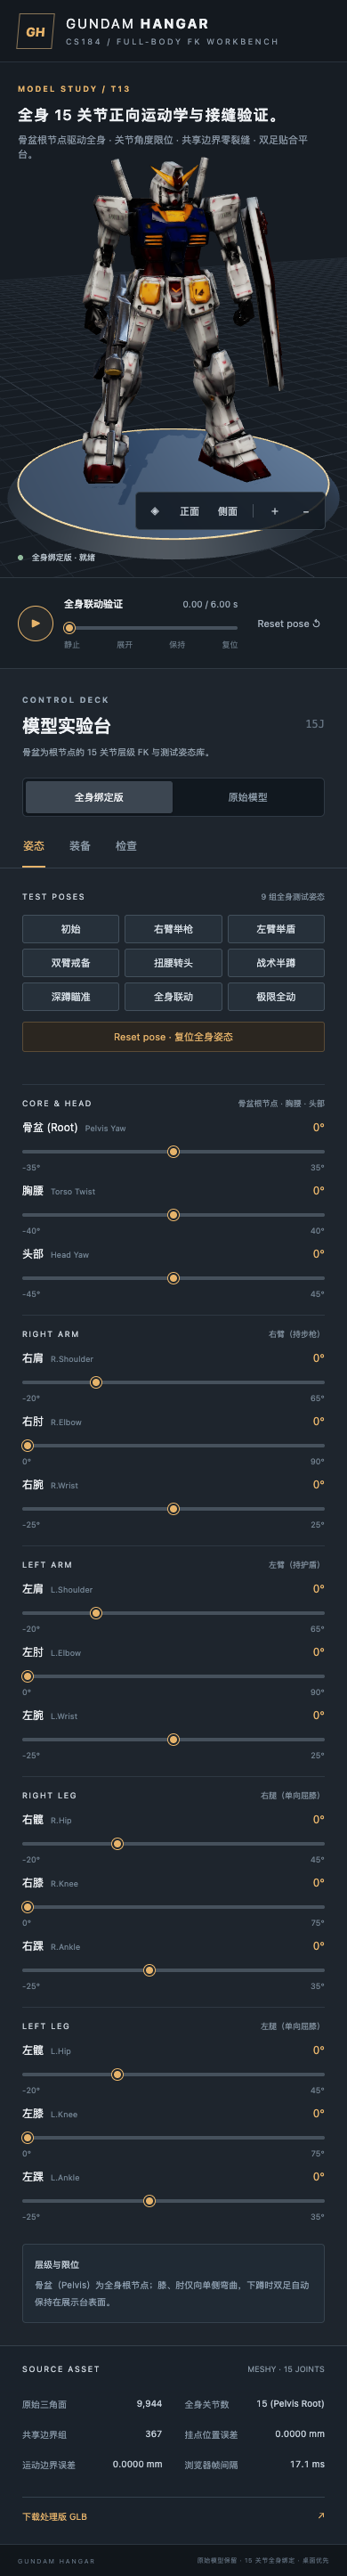 GH
GUNDAM HANGAR
CS184 / FULL-BODY FK WORKBENCH
MODEL STUDY / T13
全身 15 关节正向运动学与接缝验证。
骨盆根节点驱动全身 · 关节角度限位 · 共享边界零裂缝 · 双足贴合平
台。
◈ 正面 侧面 + −
全身绑定版 · 就绪
全身联动验证 0.00 / 6.00 s
Reset pose ↺
静止 展开 保持 复位
CONTROL DECK
模型实验台 15J
骨盆为根节点的 15 关节层级 FK 与测试姿态库。
全身绑定版 原始模型
姿态 装备 检查
TEST POSES 9 组全身测试姿态
初始 右臂举枪 左臂举盾
双臂戒备 扭腰转头 战术半蹲
深蹲瞄准 全身联动 极限全动
Reset pose · 复位全身姿态
CORE & HEAD 骨盆根节点 · 胸腰 · 头部
骨盆 (Root) Pelvis Yaw 0°
-35° 35°
胸腰 Torso Twist 0°
-40° 40°
头部 Head Yaw 0°
-45° 45°
RIGHT ARM 右臂（持步枪）
右肩 R.Shoulder 0°
-20° 65°
右肘 R.Elbow 0°
0° 90°
右腕 R.Wrist 0°
-25° 25°
LEFT ARM 左臂（持护盾）
左肩 L.Shoulder 0°
-20° 65°
左肘 L.Elbow 0°
0° 90°
左腕 L.Wrist 0°
-25° 25°
RIGHT LEG 右腿（单向屈膝）
右髋 R.Hip 0°
-20° 45°
右膝 R.Knee 0°
0° 75°
右踝 R.Ankle 0°
-25° 35°
LEFT LEG 左腿（单向屈膝）
左髋 L.Hip 0°
-20° 45°
左膝 L.Knee 0°
0° 75°
左踝 L.Ankle 0°
-25° 35°
层级与限位
骨盆（Pelvis）为全身根节点；膝、肘仅向单侧弯曲，下蹲时双足自动
保持在展示台表面。
SOURCE ASSET MESHY · 15 JOINTS
原始三角面 9,944 全身关节数 15 (Pelvis Root)
共享边界组 367 挂点位置误差 0.0000 mm
运动边界误差 0.0000 mm 浏览器帧间隔 17.1 ms
下载处理版 GLB ↗
GUNDAM HANGAR 原始模型保留 · 15 关节全身绑定 · 桌面优先